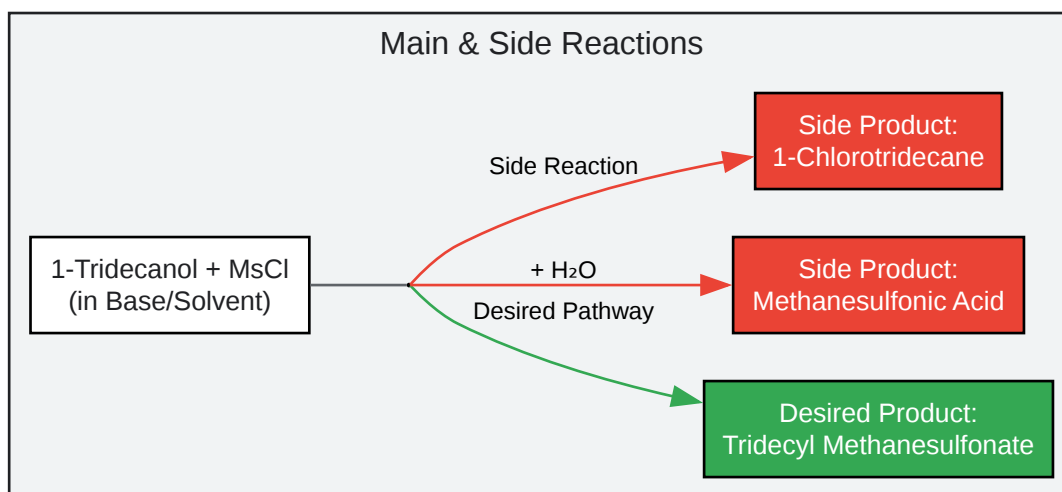 Main & Side Reactions
Side Product:
1-Chlorotridecane
Side Reaction
1-Tridecanol + MsCl
(in Base/Solvent)
+ H₂O
Side Product:
Methanesulfonic Acid
Desired Pathway
Desired Product:
Tridecyl Methanesulfonate